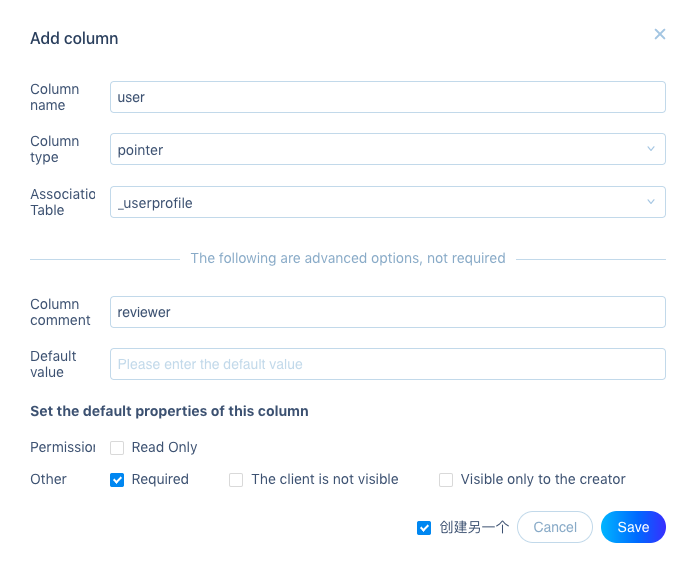 Add column
Column name
user
Column type
pointer
Associatio
Table
_userprofile
The following are advanced options, not required
Column comment
reviewer
Default value
Please enter the default value
Set the default properties of this column
Permission
Read Only
Other
Required
The client is not visible
Visible only to the creator
创建另一个
Cancel
Save